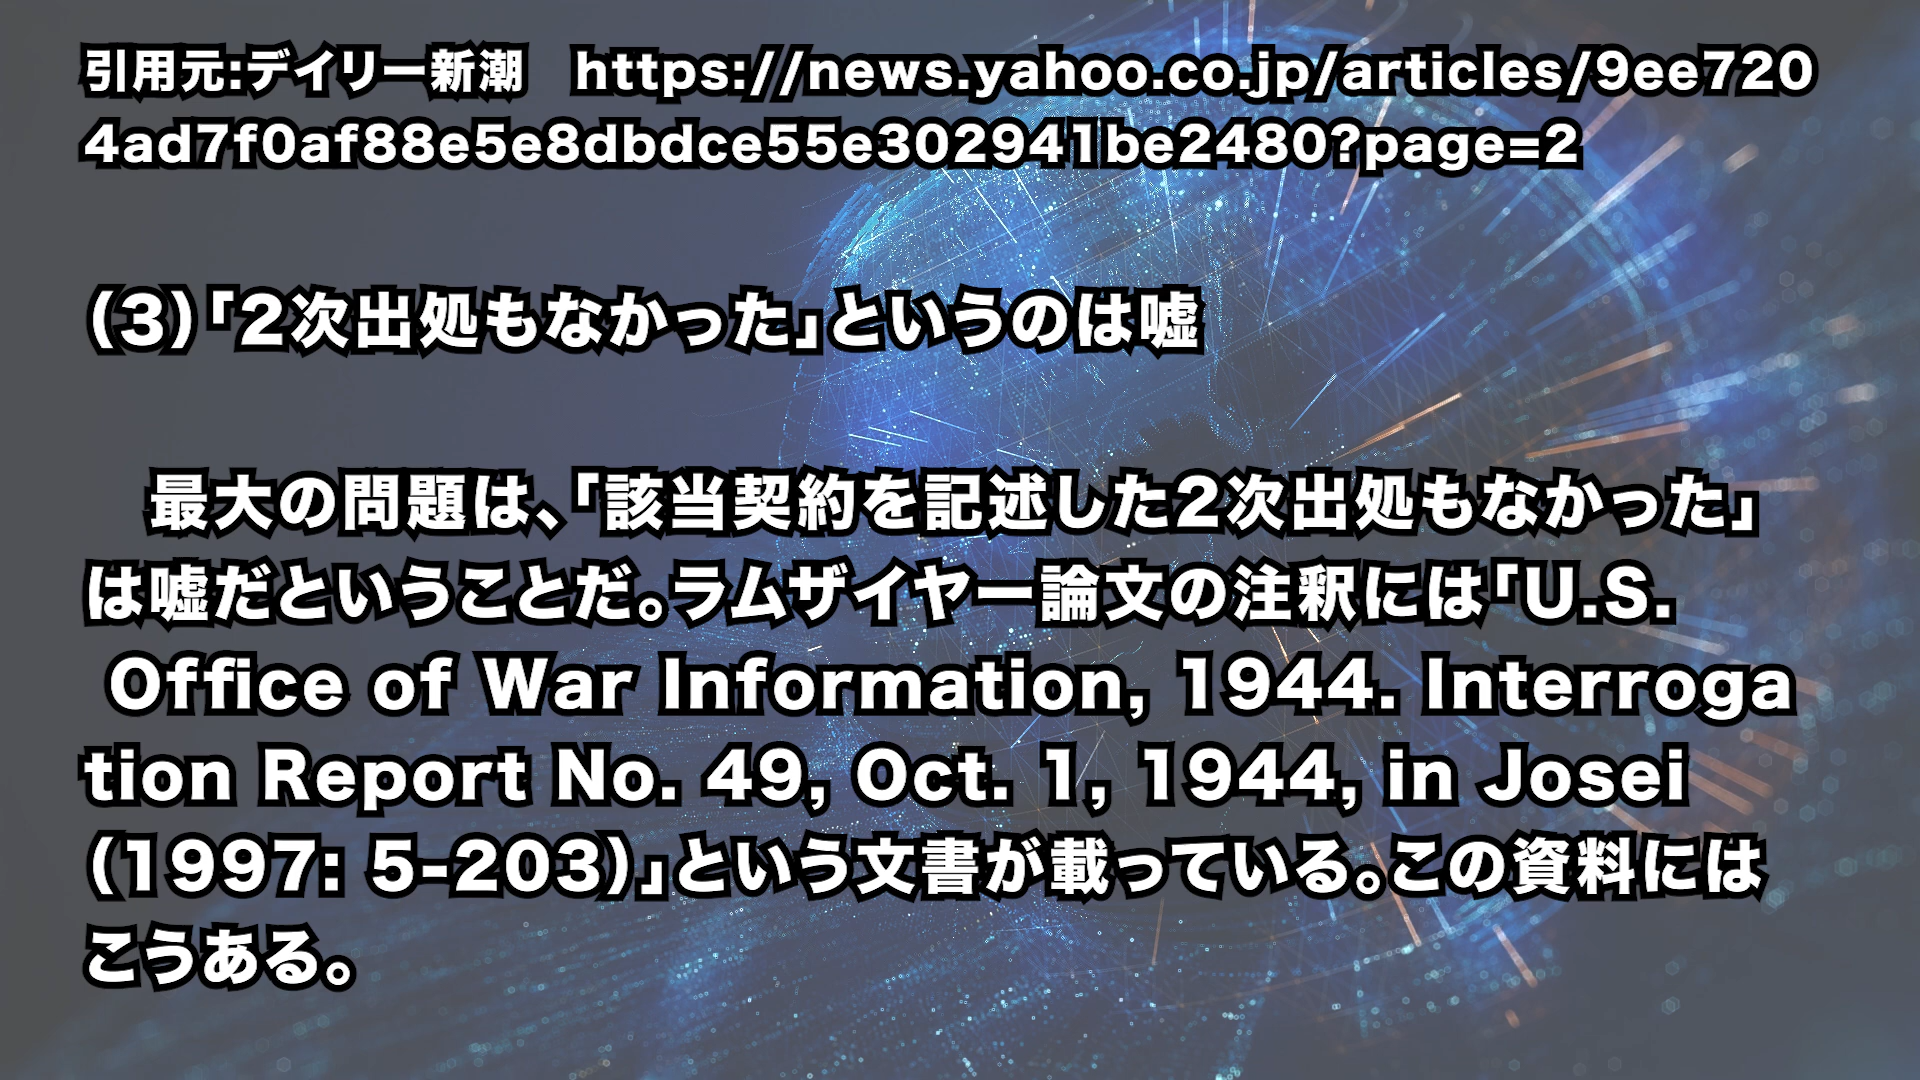 引用元:デイリー新潮　https://news.yahoo.co.jp/articles/9ee720
4ad7f0af88e5e8dbdce55e302941be2480?page=2
(3)「2次出処もなかった」というのは嘘
最大の問題は、「該当契約を記述した2次出処もなかった」
は嘘だということだ。ラムザイヤー論文の注釈には「U.S.
Office of War Information, 1944. Interroga
tion Report No. 49, Oct. 1, 1944, in Josei
(1997: 5-203)」という文書が載っている。この資料には
こうある。